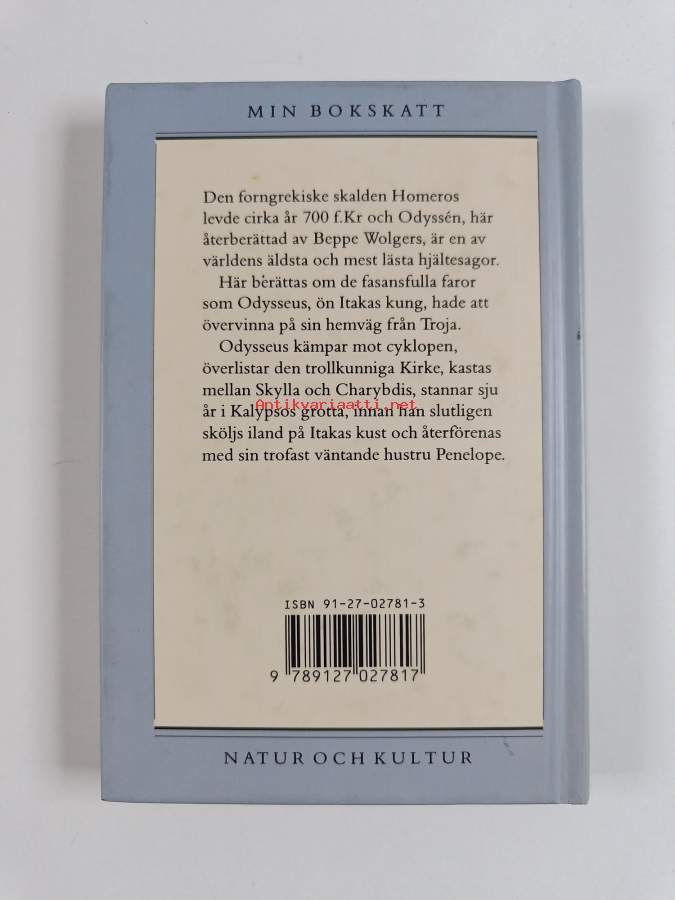 MIN BOKSKATT
Den forngrekiske skalden Homeros
levde cirka år 700 f.Kr och Odyssén, här
återberättad av Beppe Wolgers, är en av
världens äldsta och mest lästa hjältesagor.
Här berättas om de fasansfulla faror
som Odysseus, ön Itakas kung, hade att
övervinna på sin hemväg från Troja.
Odysseus kämpar mot cyklopen,
överlistar den trollkunniga Kirke, kastas
mellan Skylla och Charybdis, stannar sju
Antikvariaatti.net
år i Kalypsos grotta, innan han slutligen
sköljs iland på Itakas kust och återförenas
med sin trofast väntande hustru Penelope.
ISBN 91-27-02781-3
9 789127 027817
NATUR OCH KULTUR